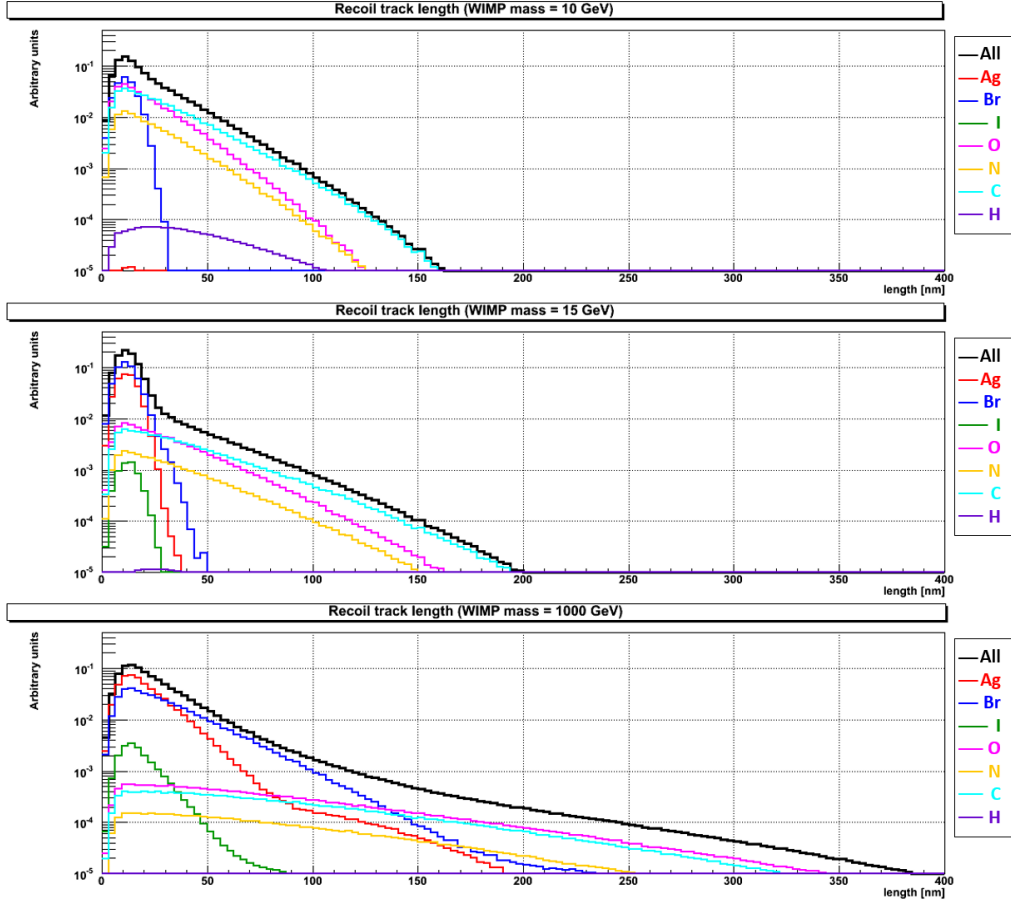 Recoil track length (WIMP mass = 10 GeV)
Arbitrary units
10⁻¹
10⁻²
10⁻³
10⁻⁴
10⁻⁵
0 50 100 150 200 250 300 350 400
length [nm]
All
Ag
Br
I
O
N
C
H
Recoil track length (WIMP mass = 15 GeV)
Arbitrary units
10⁻¹
10⁻²
10⁻³
10⁻⁴
10⁻⁵
0 50 100 150 200 250 300 350 400
length [nm]
All
Ag
Br
I
O
N
C
H
Recoil track length (WIMP mass = 1000 GeV)
Arbitrary units
10⁻¹
10⁻²
10⁻³
10⁻⁴
10⁻⁵
0 50 100 150 200 250 300 350 400
length [nm]
All
Ag
Br
I
O
N
C
H